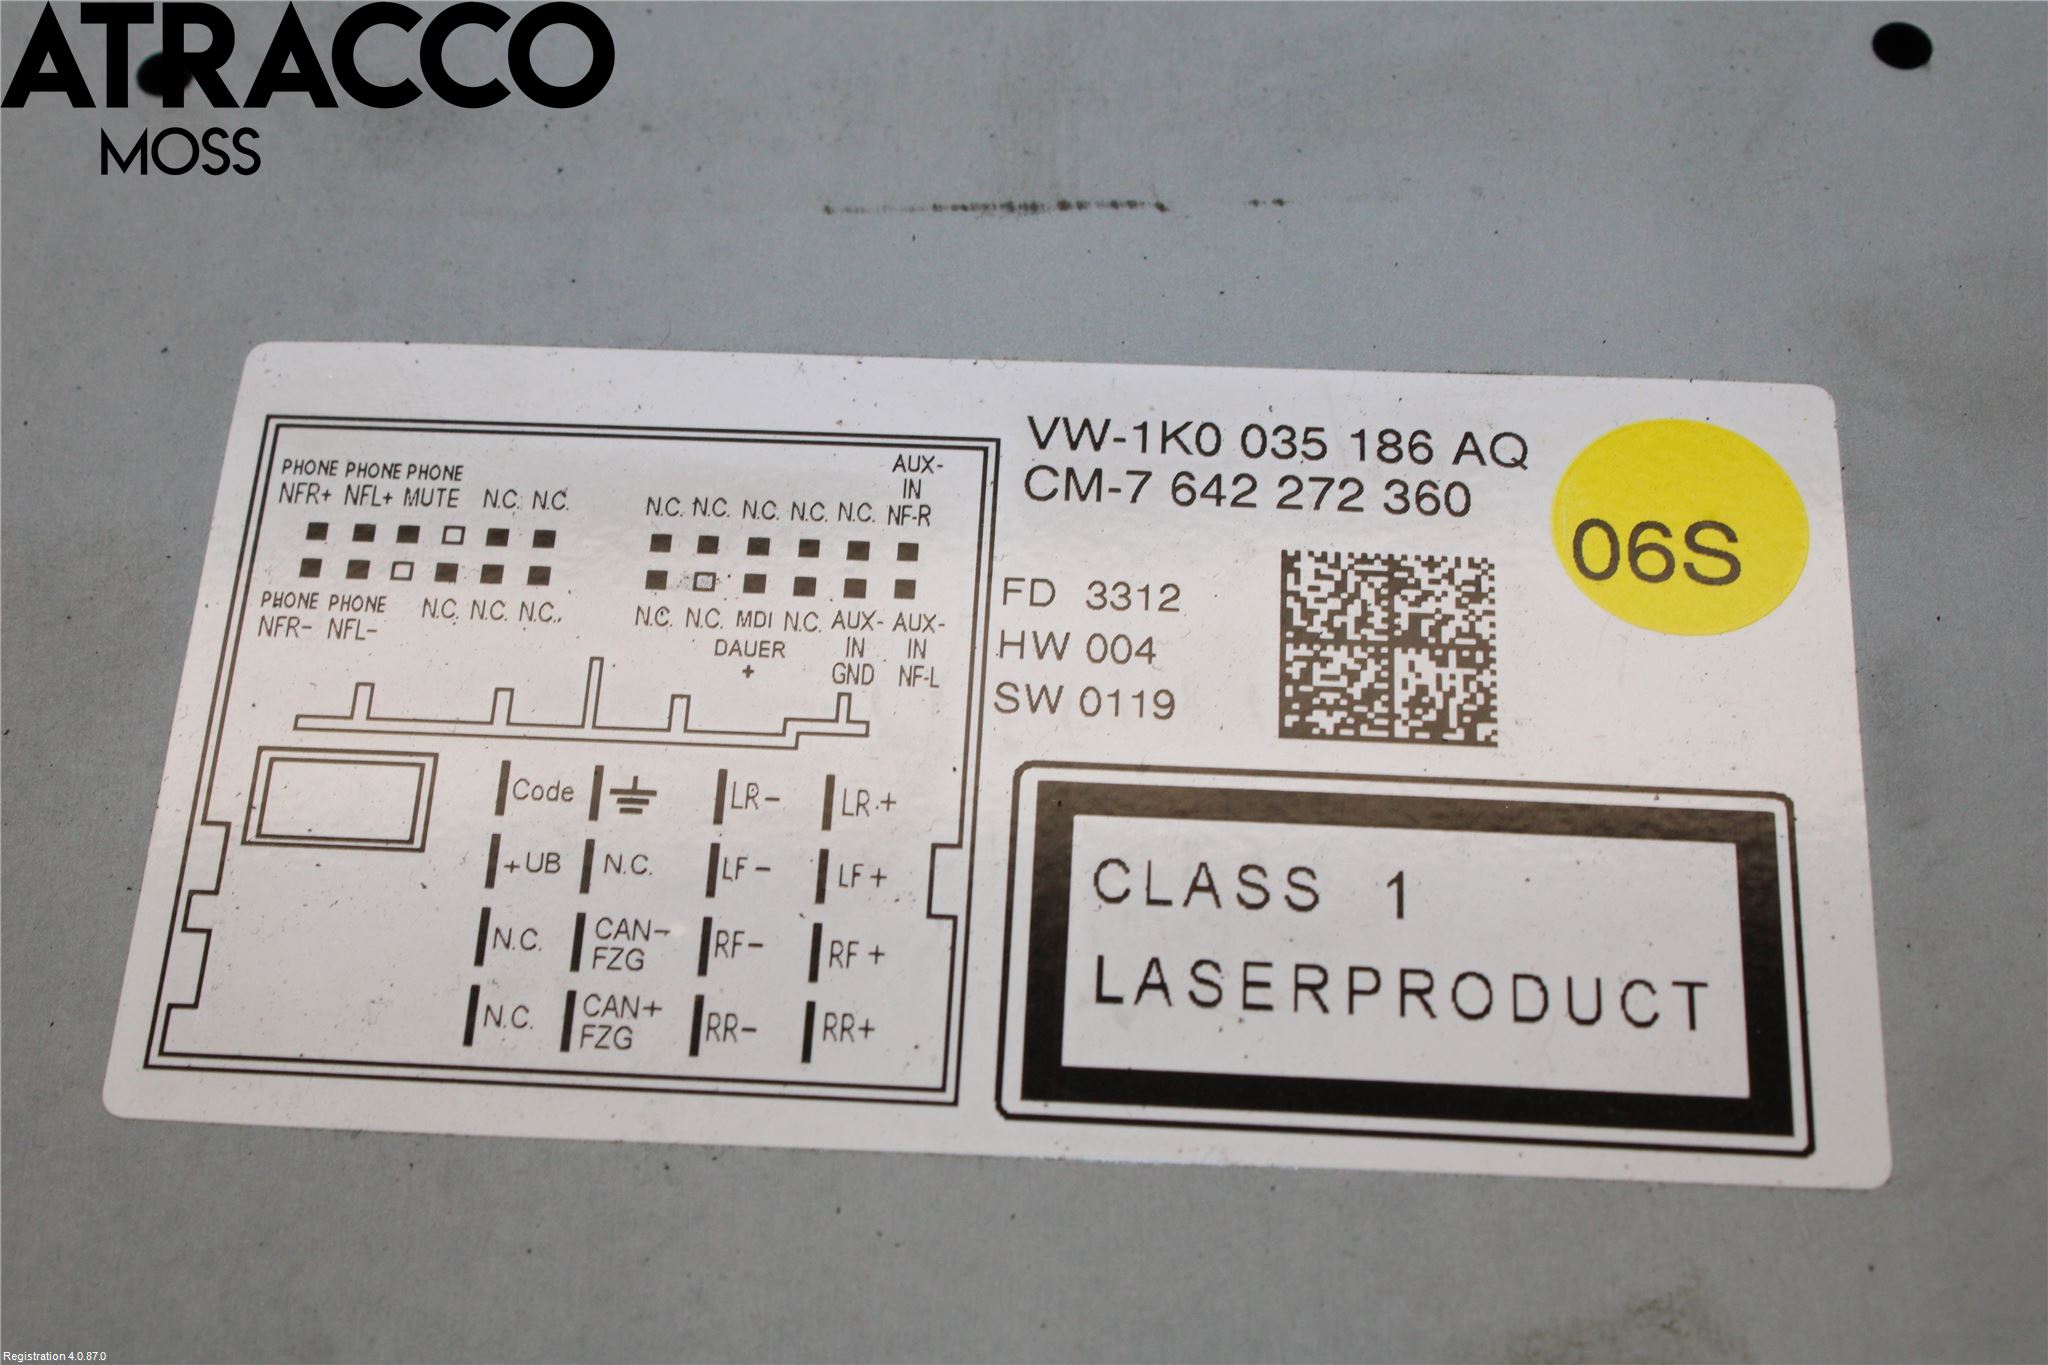 ATRACCO
MOSS
PHONE PHONE PHONE
NFR+ NFL+ MUTE N.C. N.C.
AUX-
IN
N.C. N.C. N.C. N.C. N.C. NF-R
PHONE PHONE
NFR- NFL-
N.C. N.C. N.C.
N.C. N.C. MDI N.C. AUX- AUX-
DAUER IN IN
+ GND NF-L
Code LR- LR+
+UB N.C. LF- LF+
N.C. CAN- RF- RF+
FZG
N.C. CAN+ RR- RR+
FZG
VW-1K0 035 186 AQ
CM-7 642 272 360
06S
FD 3312
HW 004
SW 0119
CLASS 1
LASERPRODUCT
Registration 4.0.87.0